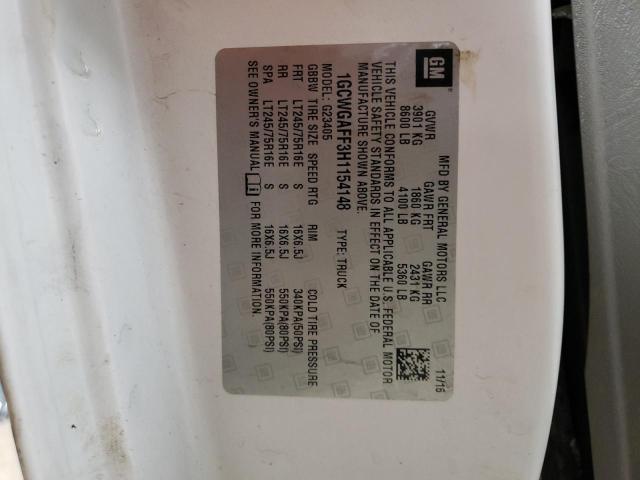 GM
MFD BY GENERAL MOTORS LLC 11/16
GVWR GAWR FRT GAWR RR
3901 KG 1860 KG 2431 KG
8600 LB 4100 LB 5360 LB
THIS VEHICLE CONFORMS TO ALL APPLICABLE U.S. FEDERAL MOTOR
VEHICLE SAFETY STANDARDS IN EFFECT ON THE DATE OF
MANUFACTURE SHOWN ABOVE.
1GCWGAFF3H1154148 TYPE: TRUCK
MODEL: G23405
GBBW TIRE SIZE SPEED RTG RIM COLD TIRE PRESSURE
FRT LT245/75R16E S 16X6.5J 340KPA(50PSI)
RR LT245/75R16E S 16X6.5J 550KPA(80PSI)
SPA LT245/75R16E S 16X6.5J 550KPA(80PSI)
SEE OWNER'S MANUAL FOR MORE INFORMATION.